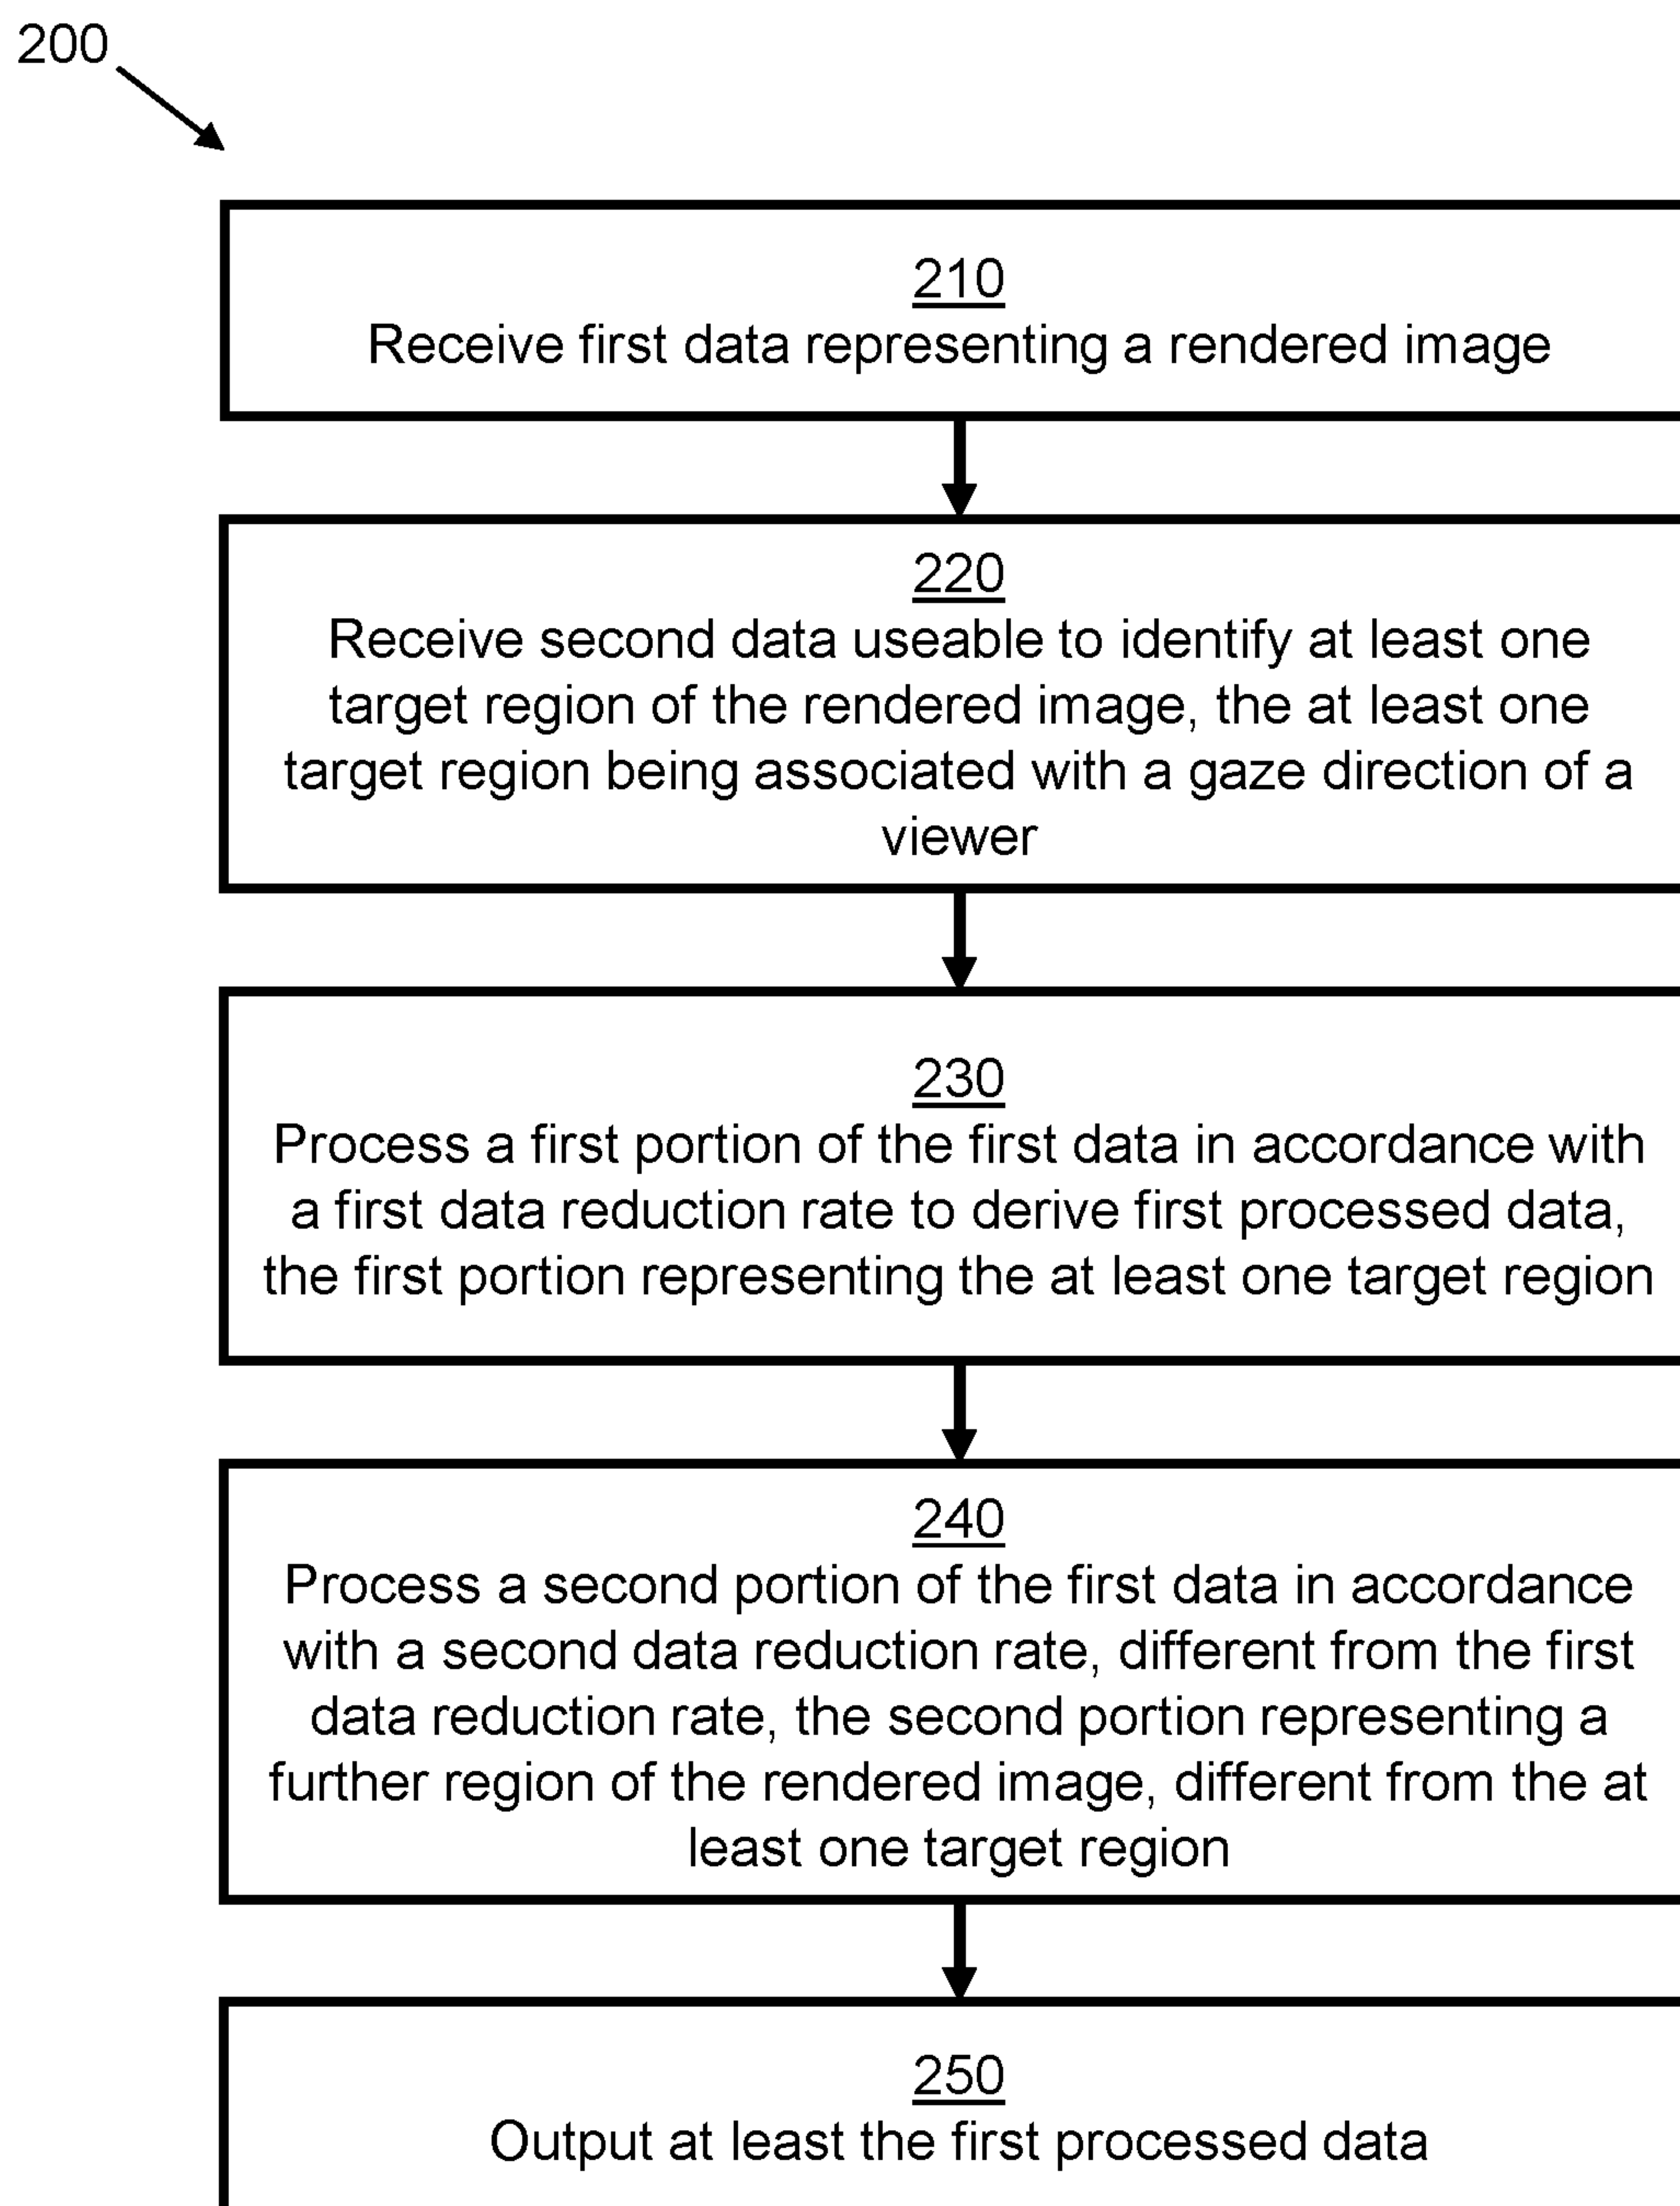 200
210
Receive first data representing a rendered image
220
Receive second data useable to identify at least one
target region of the rendered image, the at least one
target region being associated with a gaze direction of a
viewer
230
Process a first portion of the first data in accordance with
a first data reduction rate to derive first processed data,
the first portion representing the at least one target region
240
Process a second portion of the first data in accordance
with a second data reduction rate, different from the first
data reduction rate, the second portion representing a
further region of the rendered image, different from the at
least one target region
250
Output at least the first processed data